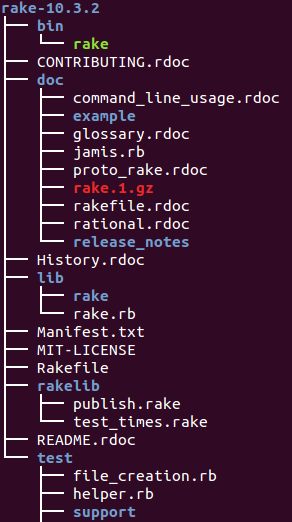 rake-10.3.2
bin
rake
CONTRIBUTING.rdoc
doc
command_line_usage.rdoc
example
glossary.rdoc
jamis.rb
proto_rake.rdoc
rake.1.gz
rakefile.rdoc
rational.rdoc
release_notes
History.rdoc
lib
rake
rake.rb
Manifest.txt
MIT-LICENSE
Rakefile
rakelib
publish.rake
test_times.rake
README.rdoc
test
file_creation.rb
helper.rb
support